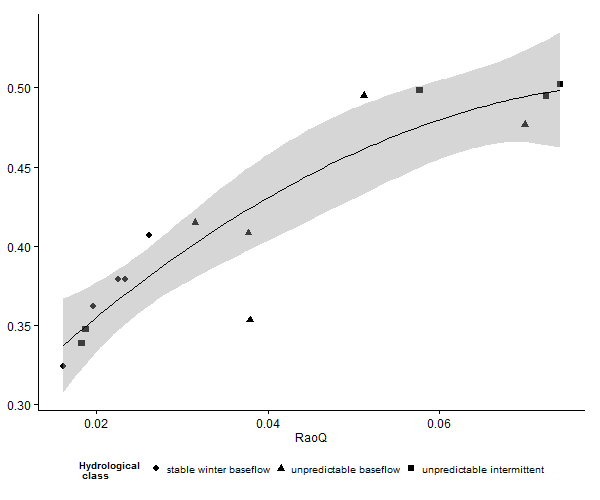 0.50
0.45
0.40
0.35
0.30
0.02 0.04 0.06
RaoQ
Hydrological
class
stable winter baseflow unpredictable baseflow unpredictable intermittent